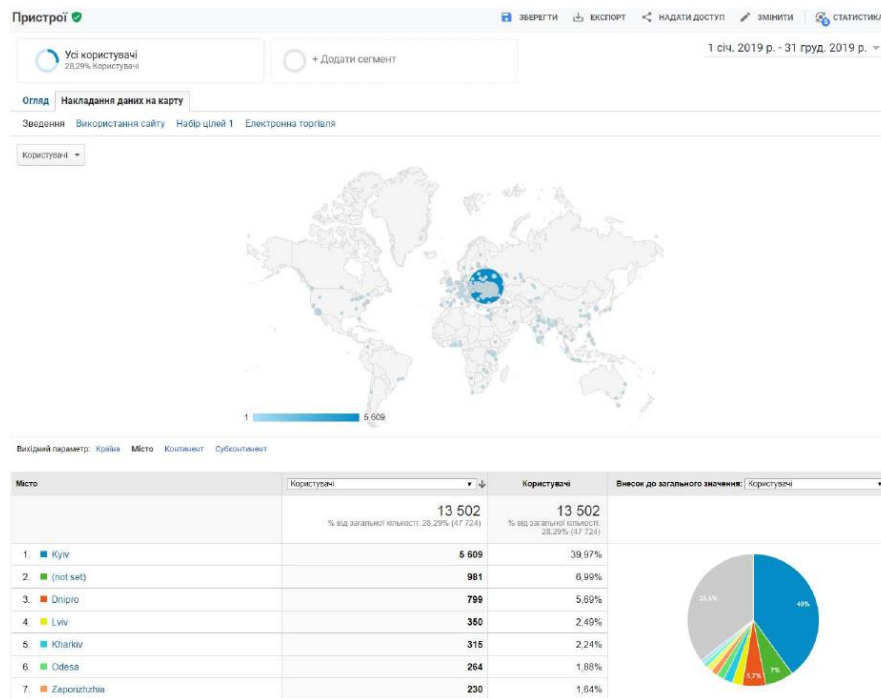 Пристрої
ЗБЕРЕГТИ ЕКСПОРТ НАДАТИ ДОСТУП ЗМІНИТИ СТАТИСТИКА
Усі користувачі
28,29% Користувачі
+ Додати сегмент
1 січ. 2019 р. - 31 груд. 2019 р.
Огляд Накладання даних на карту
Зведення Використання сайту Набір цілей 1 Електронна торгівля
Користувачі
1 5 609
Вихідний параметр: Країна Місто Континент Субконтинент
Місто Користувачі Користувачі Внесок до загального значення: Користувачі
13 502 13 502
% від загальної кількості: 28,29% (47 724) % від загальної кількості:
28,29% (47 724)
1. Kyiv 5 609 39,97%
2. (not set) 981 6,99%
3. Dnipro 799 5,69%
4. Lviv 350 2,49%
5. Kharkiv 315 2,24%
6. Odesa 264 1,88%
7. Zaporizhzhia 230 1,64%
40%
7%
5,7%